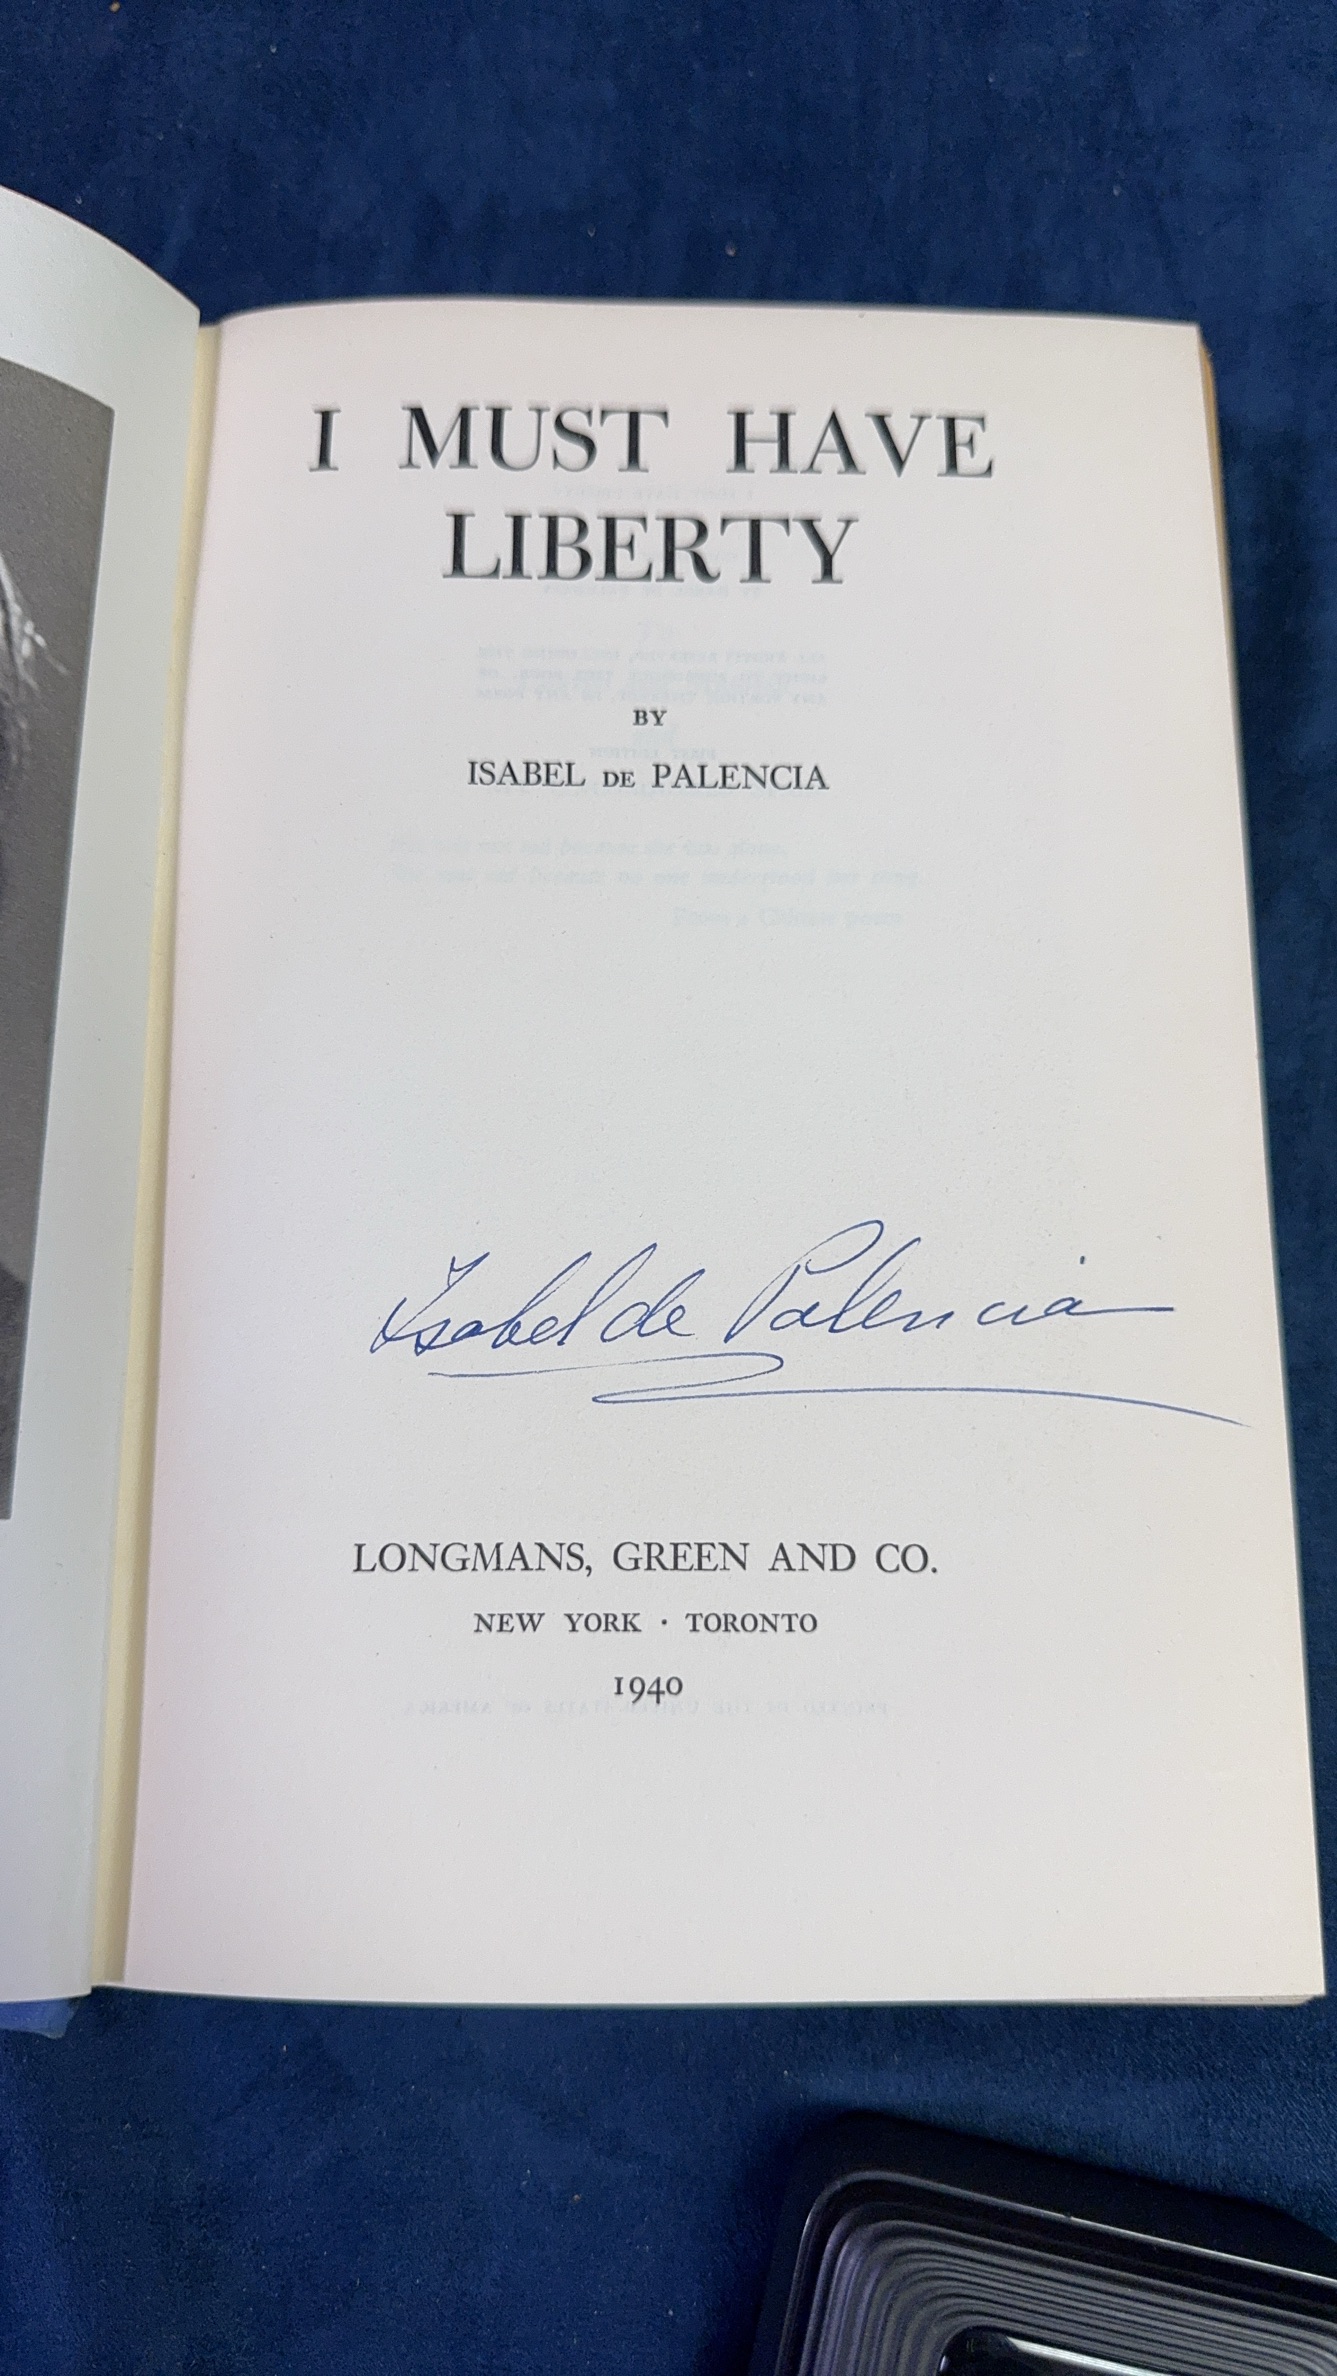 I MUST HAVE
LIBERTY
BY
ISABEL DE PALENCIA
Isabel de Palencia
LONGMANS, GREEN AND CO.
NEW YORK · TORONTO
1940